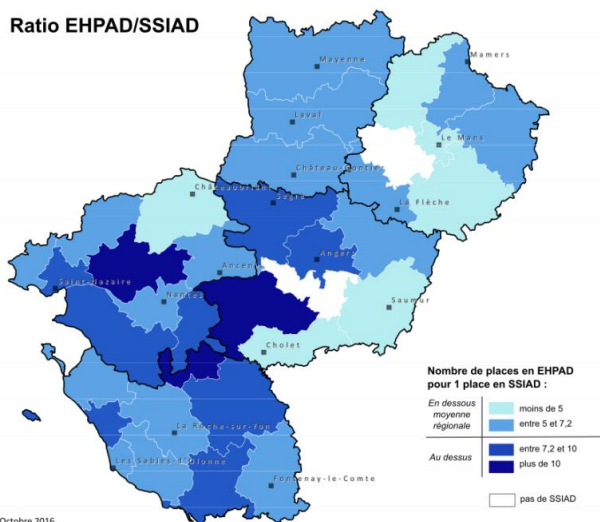 Ratio EHPAD/SSIAD
Mamers
Mayenne
Laval
Le Mans
Château-Gontier
Châteaubriant
Segré
La Flèche
Angers
Ancenis
Saint-Nazaire
Nantes
Saumur
Cholet
Nombre de places en EHPAD
pour 1 place en SSIAD :
En dessous
moyenne
régionale
moins de 5
entre 5 et 7,2
Au dessus
entre 7,2 et 10
plus de 10
pas de SSIAD
La Roche-sur-Yon
Les Sables-d'Olonne
Fontenay-le-Comte
Octobre 2016